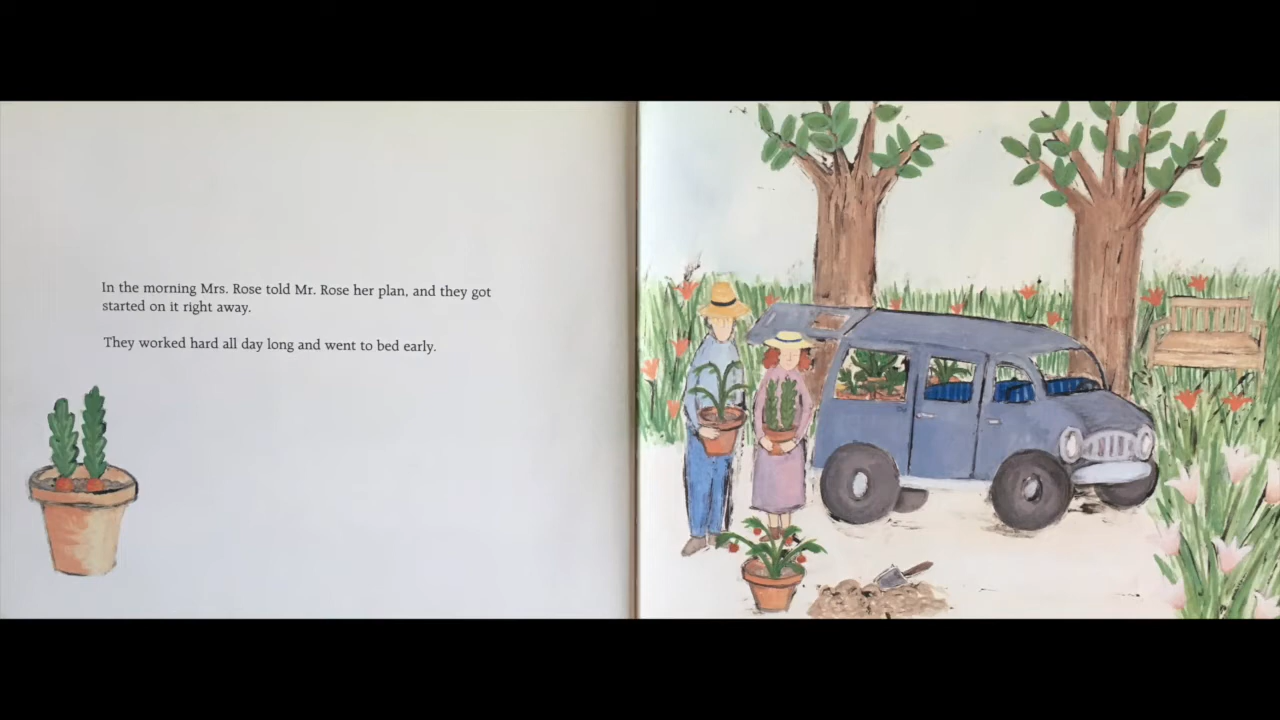 In the morning Mrs. Rose told Mr. Rose her plan, and they got
started on it right away.
They worked hard all day long and went to bed early.